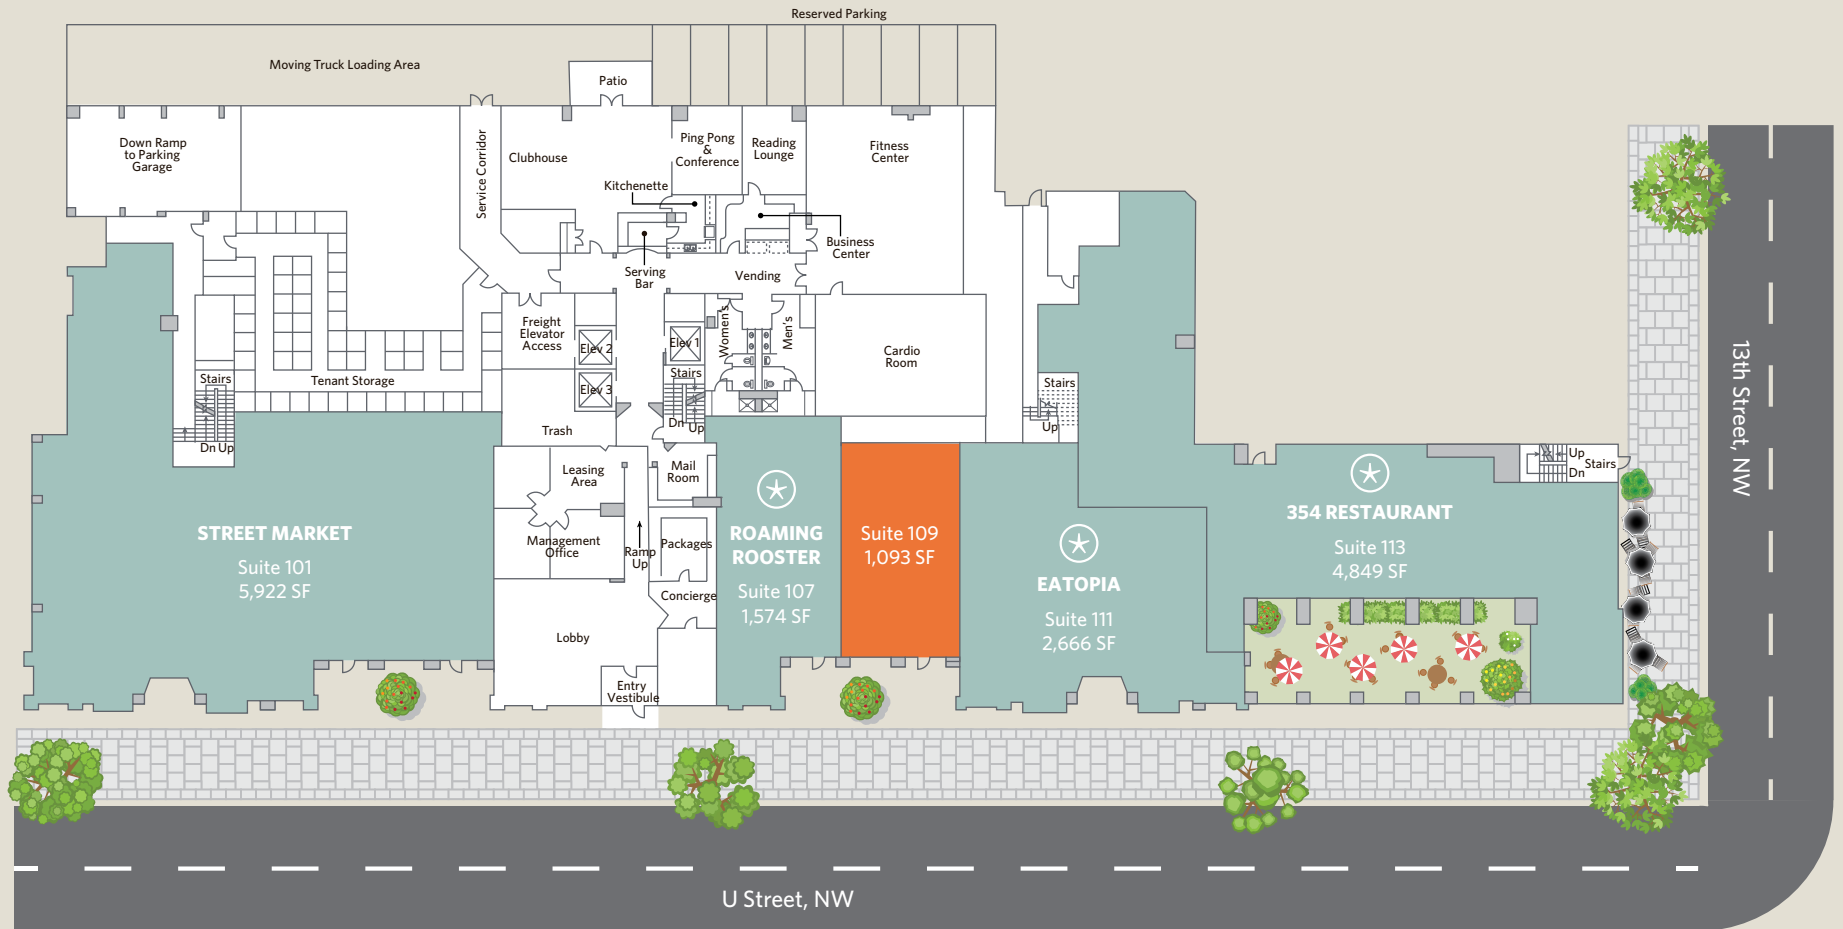 Reserved Parking
Moving Truck Loading Area
Patio
Down Ramp
to Parking
Garage
Service Corridor
Clubhouse
Ping Pong
&
Conference
Reading
Lounge
Fitness
Center
Kitchenette
Business
Center
Serving
Bar
Vending
Freight
Elevator
Access
Elev 2
Elev 1
Women's
Men's
Cardio
Room
Stairs
Tenant Storage
Elev 3
Stairs
Stairs
Dn Up
Trash
Dn Up
Up
Leasing
Area
Mail
Room
Up
Dn
Stairs
STREET MARKET
Suite 101
5,922 SF
Management
Office
Ramp
Up
Packages
Concierge
Lobby
Entry
Vestibule
ROAMING
ROOSTER
Suite 107
1,574 SF
Suite 109
1,093 SF
EATOPIA
Suite 111
2,666 SF
354 RESTAURANT
Suite 113
4,849 SF
13th Street, NW
U Street, NW